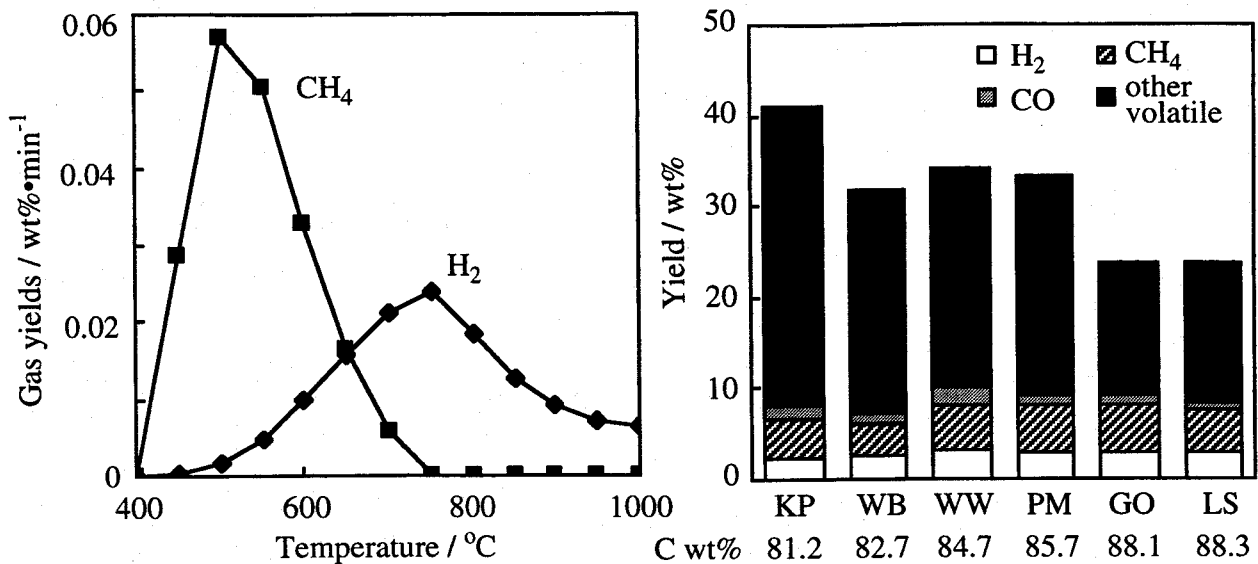 0.06
0.04
0.02
0
Gas yields / wt%•min⁻¹
CH₄
H₂
400
600
800
1000
Temperature / °C
50
40
30
20
10
0
Yield / wt%
H₂
CH₄
CO
other volatile
KP WB WW PM GO LS
C wt% 81.2 82.7 84.7 85.7 88.1 88.3